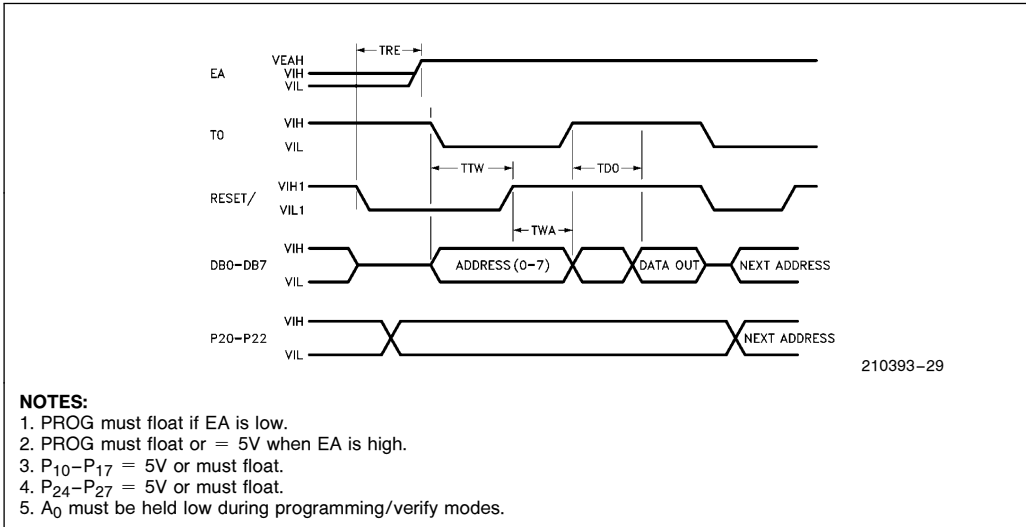 TRE
VEAH
EA VIH
VIL
T0 VIH
VIL
TTW TDO
RESET/ VIH1
VIL1
TWA
DB0-DB7 VIH
ADDRESS (0-7) DATA OUT NEXT ADDRESS
VIL
P20-P22 VIH
NEXT ADDRESS
VIL
210393–29
NOTES:
1. PROG must float if EA is low.
2. PROG must float or = 5V when EA is high.
3. P10–P17 = 5V or must float.
4. P24–P27 = 5V or must float.
5. A0 must be held low during programming/verify modes.